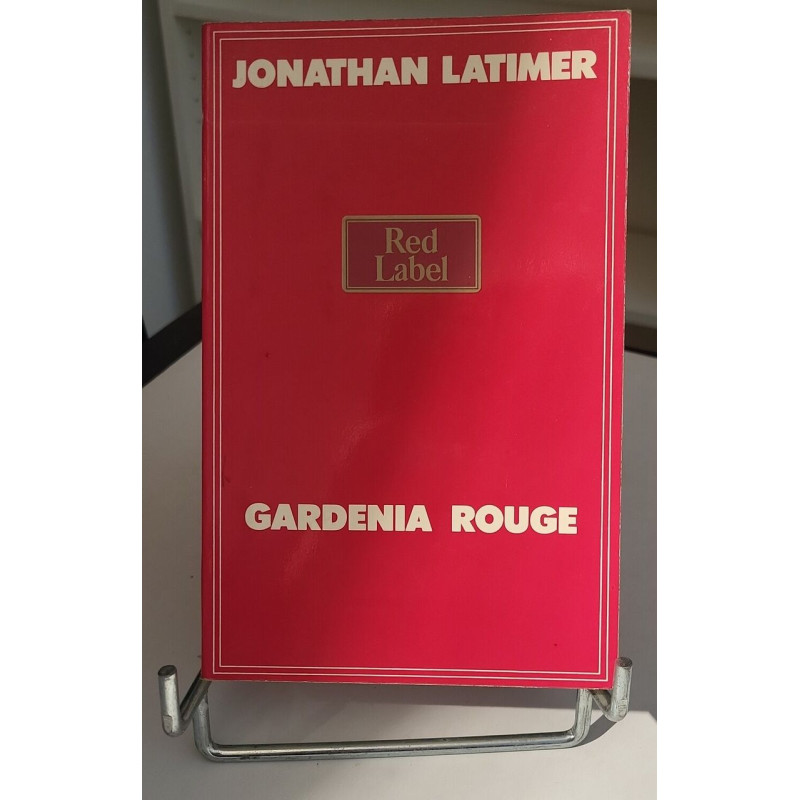 JONATHAN LATIMER
Red
Label
GARDENIA ROUGE